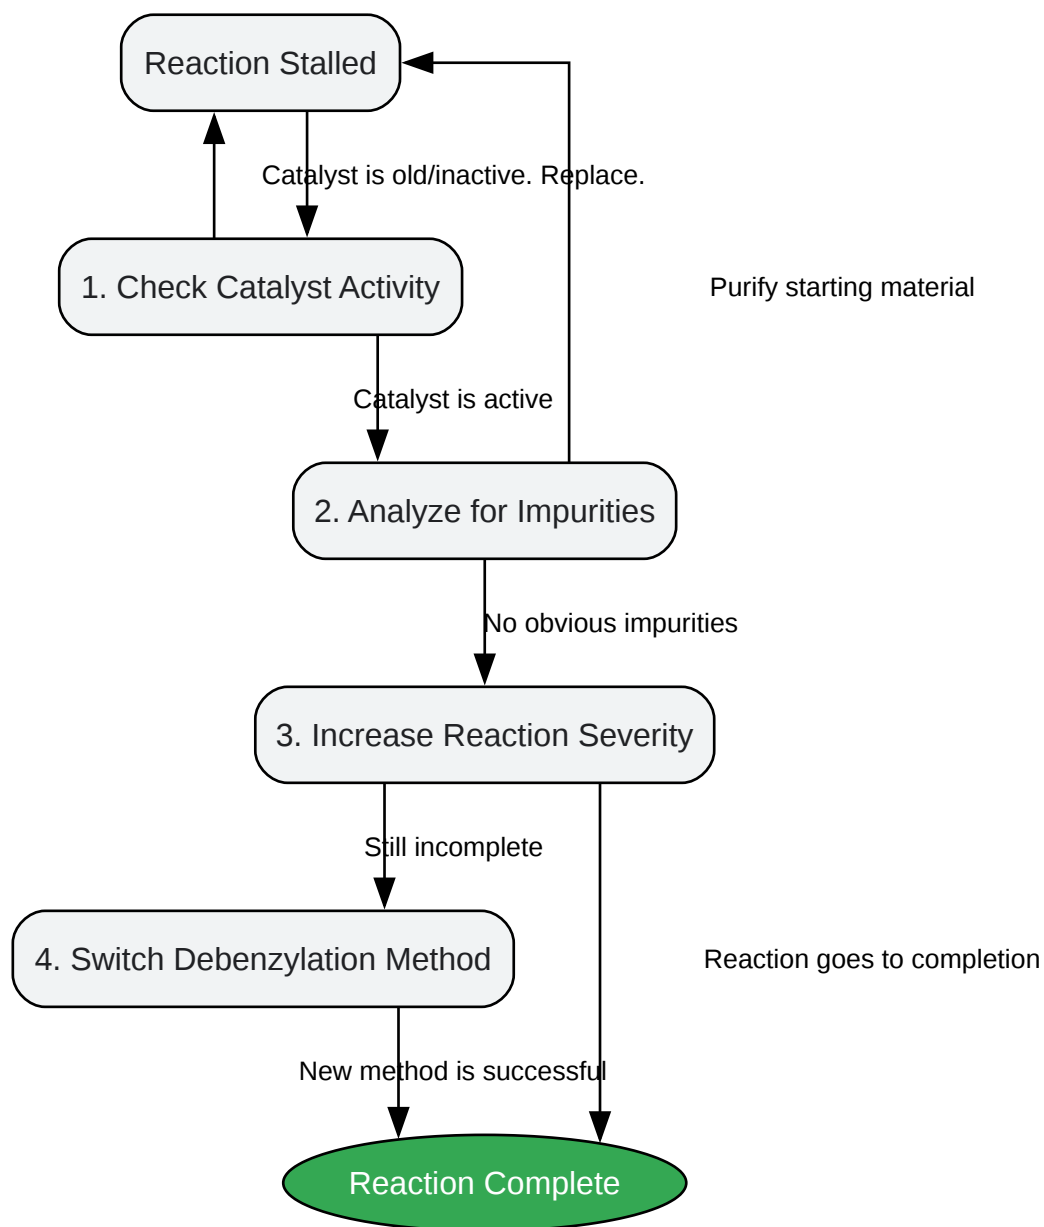 Reaction Stalled
Catalyst is old/inactive. Replace.
1. Check Catalyst Activity
Purify starting material
Catalyst is active
2. Analyze for Impurities
No obvious impurities
3. Increase Reaction Severity
Still incomplete
4. Switch Debenzylation Method
Reaction goes to completion
New method is successful
Reaction Complete